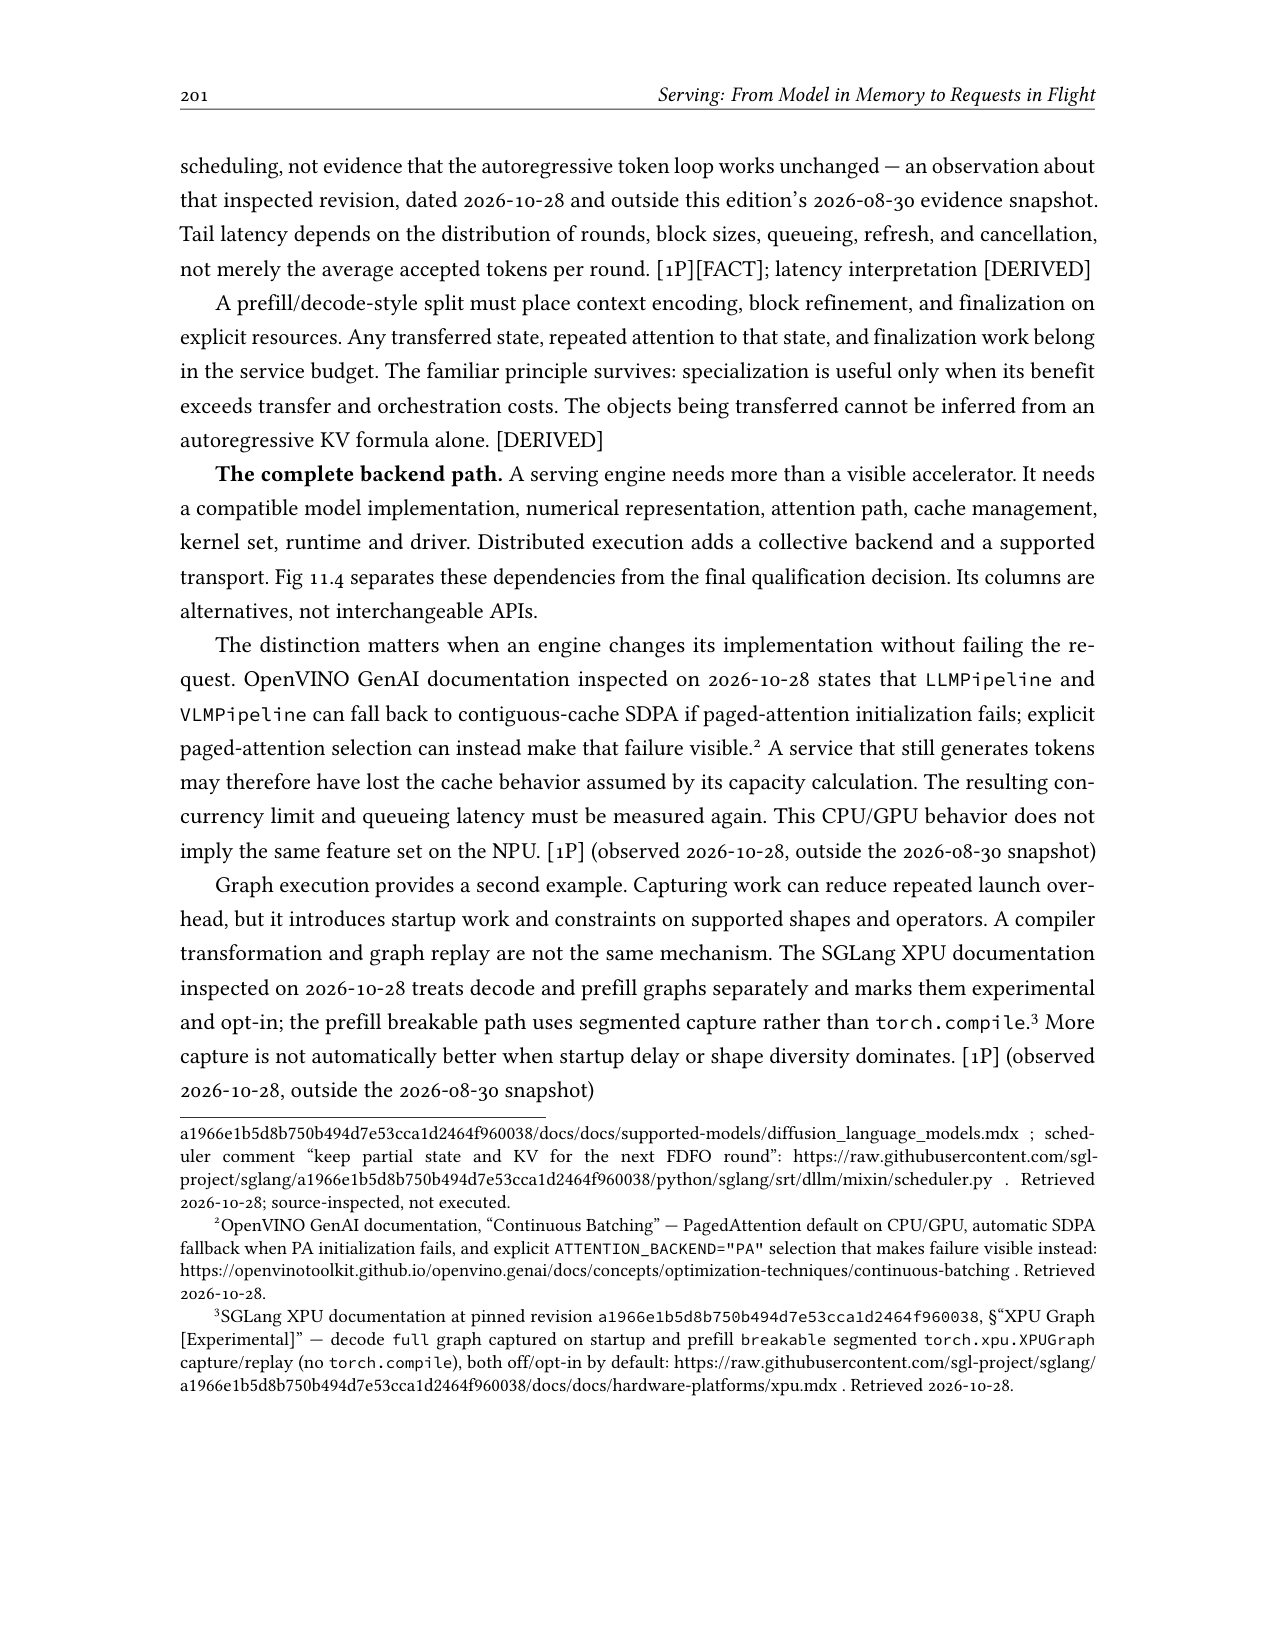 201
Serving: From Model in Memory to Requests in Flight
scheduling, not evidence that the autoregressive token loop works unchanged — an observation about
that inspected revision, dated 2026-10-28 and outside this edition’s 2026-08-30 evidence snapshot.
Tail latency depends on the distribution of rounds, block sizes, queueing, refresh, and cancellation,
not merely the average accepted tokens per round. [1P][FACT]; latency interpretation [DERIVED]
A prefill/decode-style split must place context encoding, block refinement, and finalization on
explicit resources. Any transferred state, repeated attention to that state, and finalization work belong
in the service budget. The familiar principle survives: specialization is useful only when its benefit
exceeds transfer and orchestration costs. The objects being transferred cannot be inferred from an
autoregressive KV formula alone. [DERIVED]
The complete backend path. A serving engine needs more than a visible accelerator. It needs
a compatible model implementation, numerical representation, attention path, cache management,
kernel set, runtime and driver. Distributed execution adds a collective backend and a supported
transport. Fig 11.4 separates these dependencies from the final qualification decision. Its columns are
alternatives, not interchangeable APIs.
The distinction matters when an engine changes its implementation without failing the re-
quest. OpenVINO GenAI documentation inspected on 2026-10-28 states that LLMPipeline and
VLMPipeline can fall back to contiguous-cache SDPA if paged-attention initialization fails; explicit
paged-attention selection can instead make that failure visible.² A service that still generates tokens
may therefore have lost the cache behavior assumed by its capacity calculation. The resulting con-
currency limit and queueing latency must be measured again. This CPU/GPU behavior does not
imply the same feature set on the NPU. [1P] (observed 2026-10-28, outside the 2026-08-30 snapshot)
Graph execution provides a second example. Capturing work can reduce repeated launch over-
head, but it introduces startup work and constraints on supported shapes and operators. A compiler
transformation and graph replay are not the same mechanism. The SGLang XPU documentation
inspected on 2026-10-28 treats decode and prefill graphs separately and marks them experimental
and opt-in; the prefill breakable path uses segmented capture rather than torch.compile.³ More
capture is not automatically better when startup delay or shape diversity dominates. [1P] (observed
2026-10-28, outside the 2026-08-30 snapshot)
a1966e1b5d8b750b494d7e53cca1d2464f960038/docs/docs/supported-models/diffusion_language_models.mdx ; sched-
uler comment “keep partial state and KV for the next FDFO round”: https://raw.githubusercontent.com/sgl-
project/sglang/a1966e1b5d8b750b494d7e53cca1d2464f960038/python/sglang/srt/dllm/mixin/scheduler.py . Retrieved
2026-10-28; source-inspected, not executed.
²OpenVINO GenAI documentation, “Continuous Batching” — PagedAttention default on CPU/GPU, automatic SDPA
fallback when PA initialization fails, and explicit ATTENTION_BACKEND="PA" selection that makes failure visible instead:
https://openvinotoolkit.github.io/openvino.genai/docs/concepts/optimization-techniques/continuous-batching . Retrieved
2026-10-28.
³SGLang XPU documentation at pinned revision a1966e1b5d8b750b494d7e53cca1d2464f960038, §“XPU Graph
[Experimental]” — decode full graph captured on startup and prefill breakable segmented torch.xpu.XPUGraph
capture/replay (no torch.compile), both off/opt-in by default: https://raw.githubusercontent.com/sgl-project/sglang/
a1966e1b5d8b750b494d7e53cca1d2464f960038/docs/docs/hardware-platforms/xpu.mdx . Retrieved 2026-10-28.